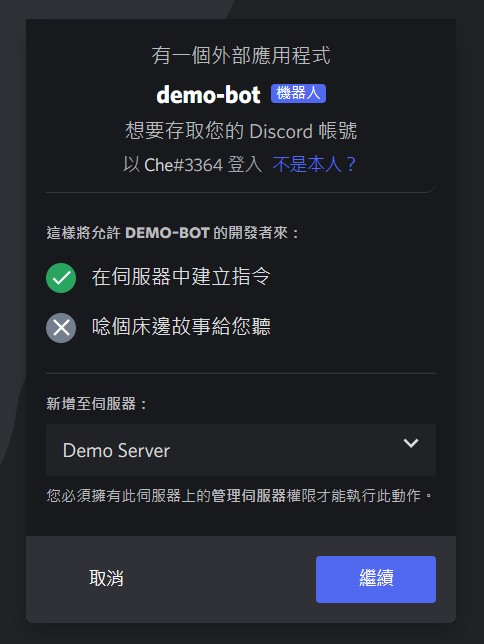 有一個外部應用程式
demo-bot 機器人
想要存取您的 Discord 帳號
以 Che#3364 登入 不是本人？
這樣將允許 DEMO-BOT 的開發者來：
在伺服器中建立指令
唸個床邊故事給您聽
新增至伺服器：
Demo Server
您必須擁有此伺服器上的管理伺服器權限才能執行此動作。
取消 繼續